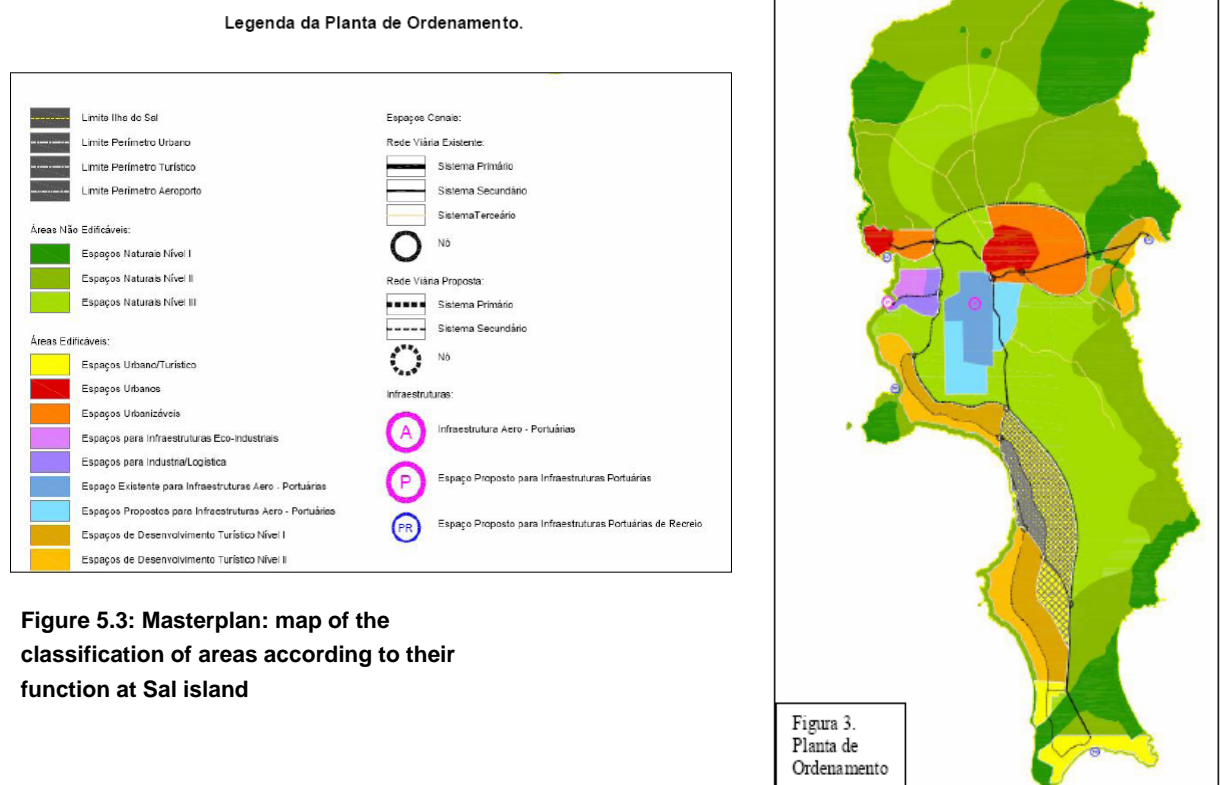 Legenda da Planta de Ordenamento.
Limite Ilha do Sal
Limite Perímetro Urbano
Limite Perímetro Turístico
Limite Perímetro Aeroporto
Áreas Não Edificáveis:
Espaços Naturais Nível I
Espaços Naturais Nível II
Espaços Naturais Nível III
Áreas Edificáveis:
Espaços Urbano/Turístico
Espaços Urbanos
Espaços Urbanizáveis
Espaços para Infraestruturas Eco-Industriais
Espaços para Industria/Logística
Espaço Existente para Infraestruturas Aero - Portuárias
Espaços Propostos para Infraestruturas Aero - Portuárias
Espaços de Desenvolvimento Turístico Nível I
Espaços de Desenvolvimento Turístico Nível II
Espaços Canais:
Rede Viária Existente:
Sistema Primário
Sistema Secundário
SistemaTerceário
Nó
Rede Viária Proposta:
Sistema Primário
Sistema Secundário
Nó
Infraestruturas:
A
Infraestrutura Aero - Portuárias
P
Espaço Proposto para Infraestruturas Portuárias
PR
Espaço Proposto para Infraestruturas Portuárias de Recreio
Figure 5.3: Masterplan: map of the
classification of areas according to their
function at Sal island
Figura 3.
Planta de
Ordenamento